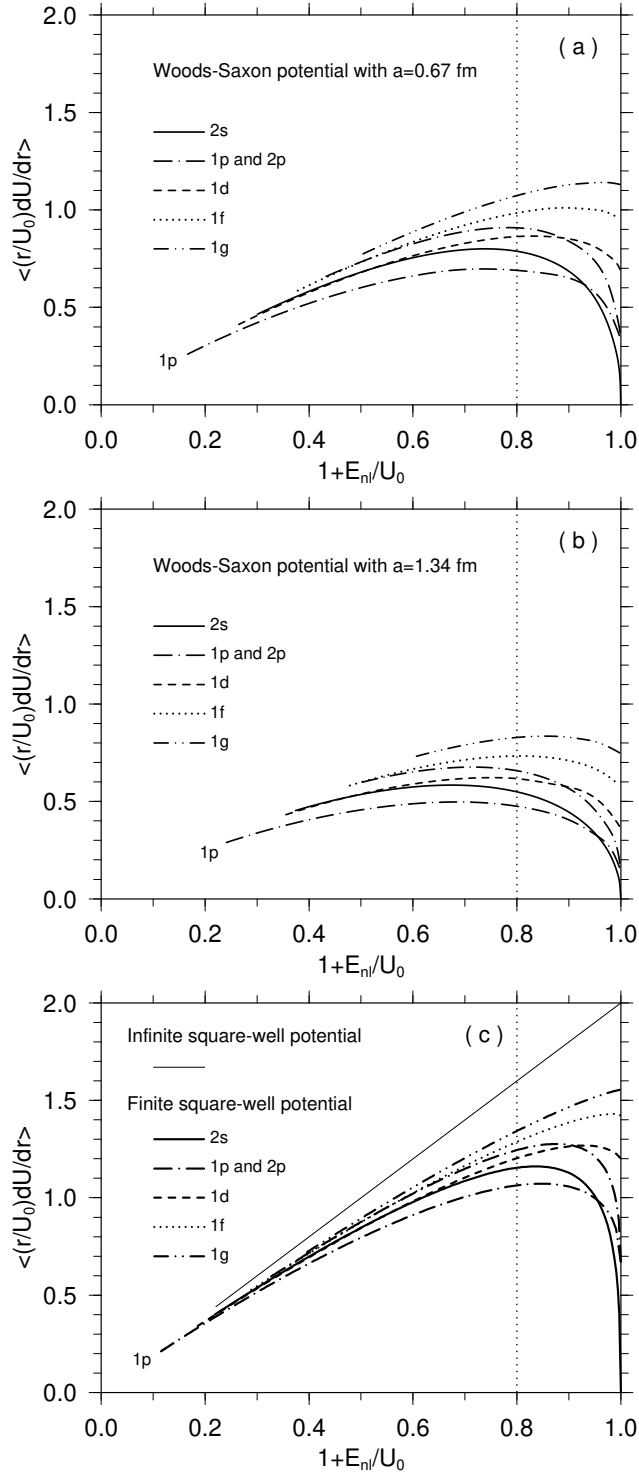 2.0
( a )
Woods-Saxon potential with a=0.67 fm
1.5
2s
1p and 2p
1d
1f
1g
1.0
<(r/U₀)dU/dr>
0.5
1p
0.0
0.0 0.2 0.4 0.6 0.8 1.0
1+Eₙₗ/U₀
2.0
( b )
Woods-Saxon potential with a=1.34 fm
1.5
2s
1p and 2p
1d
1f
1g
1.0
<(r/U₀)dU/dr>
0.5
1p
0.0
0.0 0.2 0.4 0.6 0.8 1.0
1+Eₙₗ/U₀
2.0
Infinite square-well potential
( c )
Finite square-well potential
1.5
2s
1p and 2p
1d
1f
1g
1.0
<(r/U₀)dU/dr>
0.5
1p
0.0
0.0 0.2 0.4 0.6 0.8 1.0
1+Eₙₗ/U₀